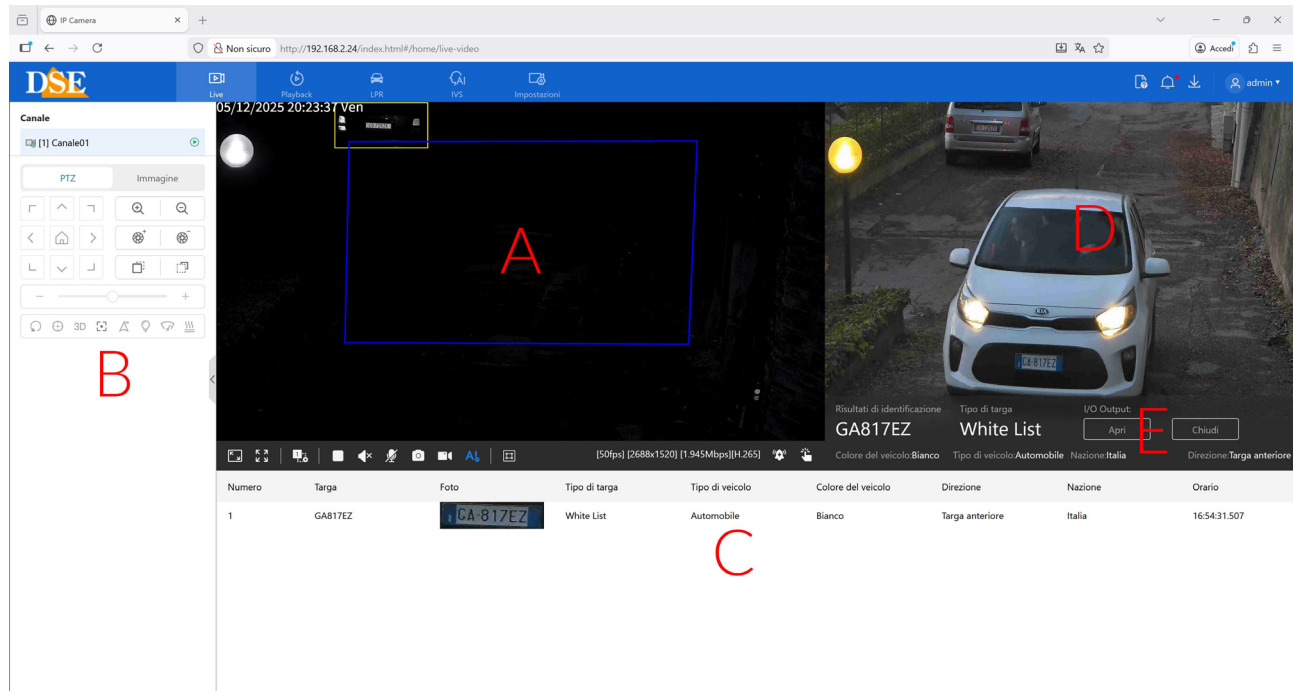 IP Camera
Non sicuro http://192.168.2.24/index.html#/home/live-video
Accedi
DSE
Live
Playback
LPR
IVS
Impostazioni
admin
Canale
[1] Canale01
PTZ
Immagine
3D
B
05/12/2025 20:23:37 Ven
A
D
GA 817EZ
Risultati di identificazione
Tipo di targa
I/O Output:
GA817EZ
White List
Apri
E
Chiudi
Colore del veicolo:Bianco Tipo di veicolo:Automobile Nazione:Italia Direzione:Targa anteriore
[50fps] [2688x1520] [1.945Mbps][H.265]
Numero Targa Foto Tipo di targa Tipo di veicolo Colore del veicolo Direzione Nazione Orario
1 GA817EZ GA 817EZ White List Automobile Bianco Targa anteriore Italia 16:54:31.507
C